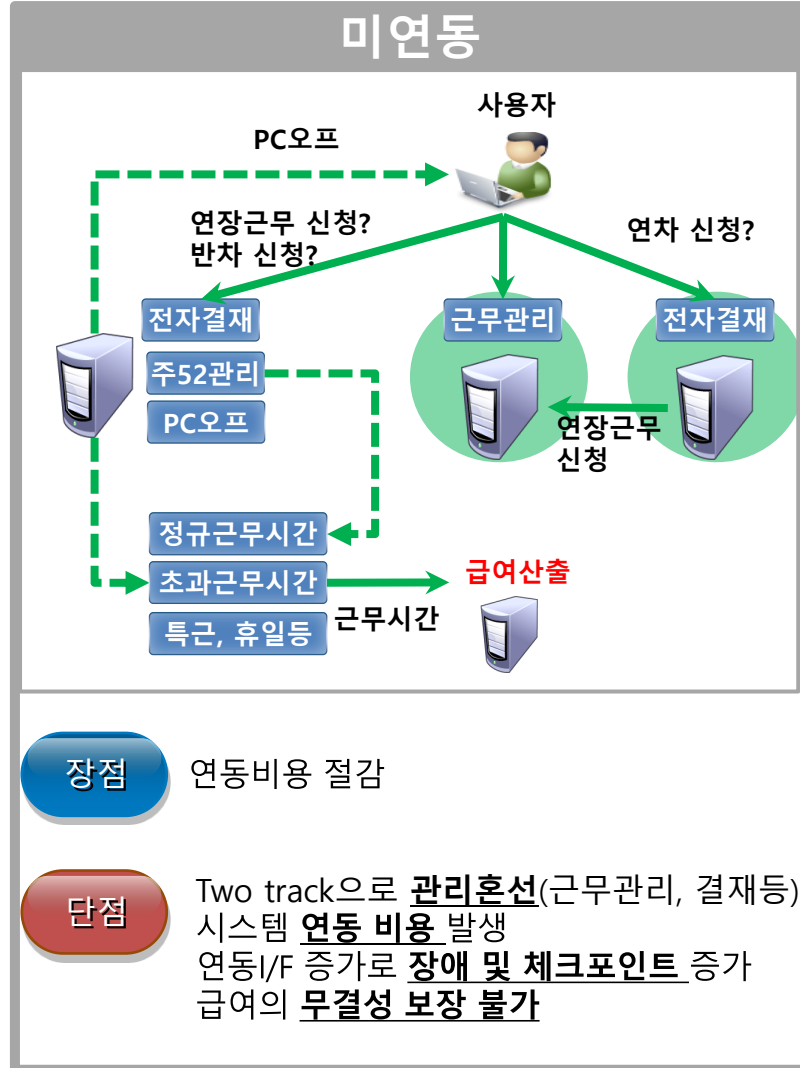 미연동
사용자
PC오프
연장근무 신청?
반차 신청?
연차 신청?
전자결재
근무관리
전자결재
주52관리
PC오프
연장근무
신청
정규근무시간
초과근무시간
급여산출
특근, 휴일등
근무시간
장점
연동비용 절감
단점
Two track으로 관리혼선(근무관리, 결재등)
시스템 연동 비용 발생
연동I/F 증가로 장애 및 체크포인트 증가
급여의 무결성 보장 불가